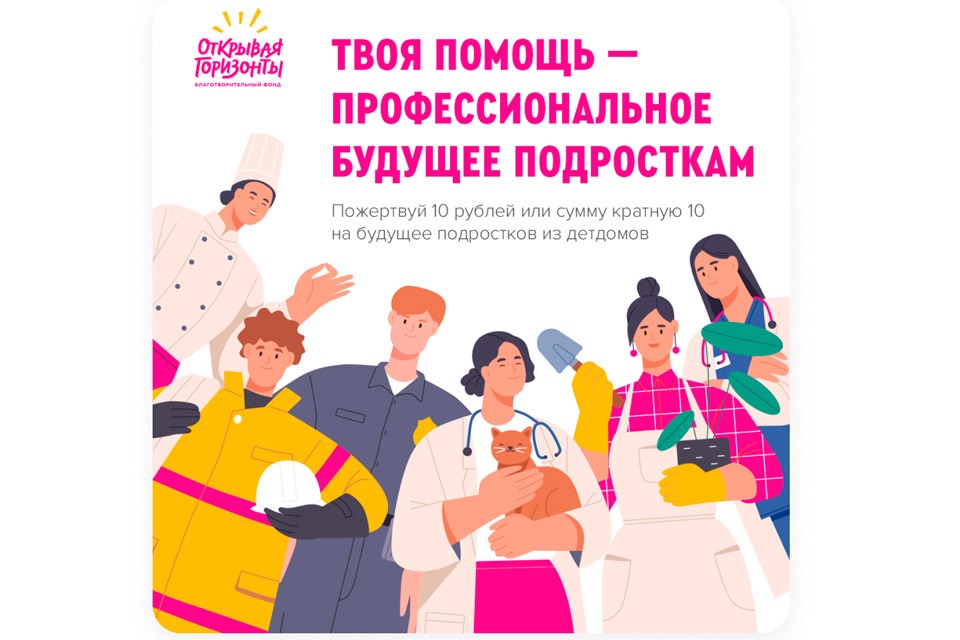 ОТКРЫВАЯ
ГОРИЗОНТЫ
БЛАГОТВОРИТЕЛЬНЫЙ ФОНД
ТВОЯ ПОМОЩЬ —
ПРОФЕССИОНАЛЬНОЕ
БУДУЩЕЕ ПОДРОСТКАМ
Пожертвуй 10 рублей или сумму кратную 10
на будущее подростков из детдомов